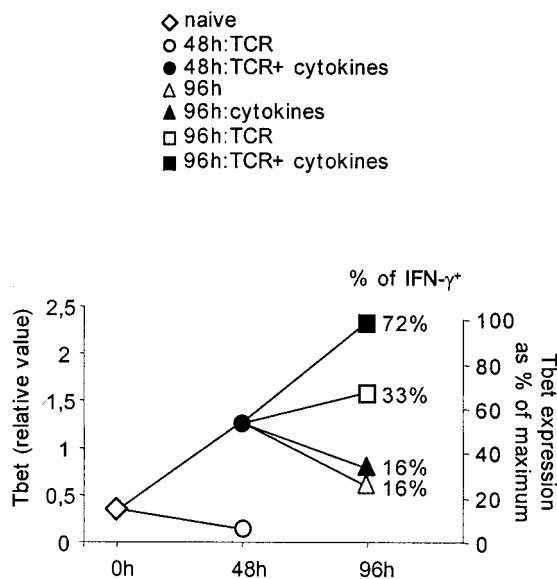 naive
48h:TCR
48h:TCR+ cytokines
96h
96h:cytokines
96h:TCR
96h:TCR+ cytokines
% of IFN-γ+
Tbet (relative value)
2,5
2
1,5
1
0,5
0
72%
33%
16%
16%
100
80
60
40
20
0
Tbet expression
as % of maximum
0h 48h 96h